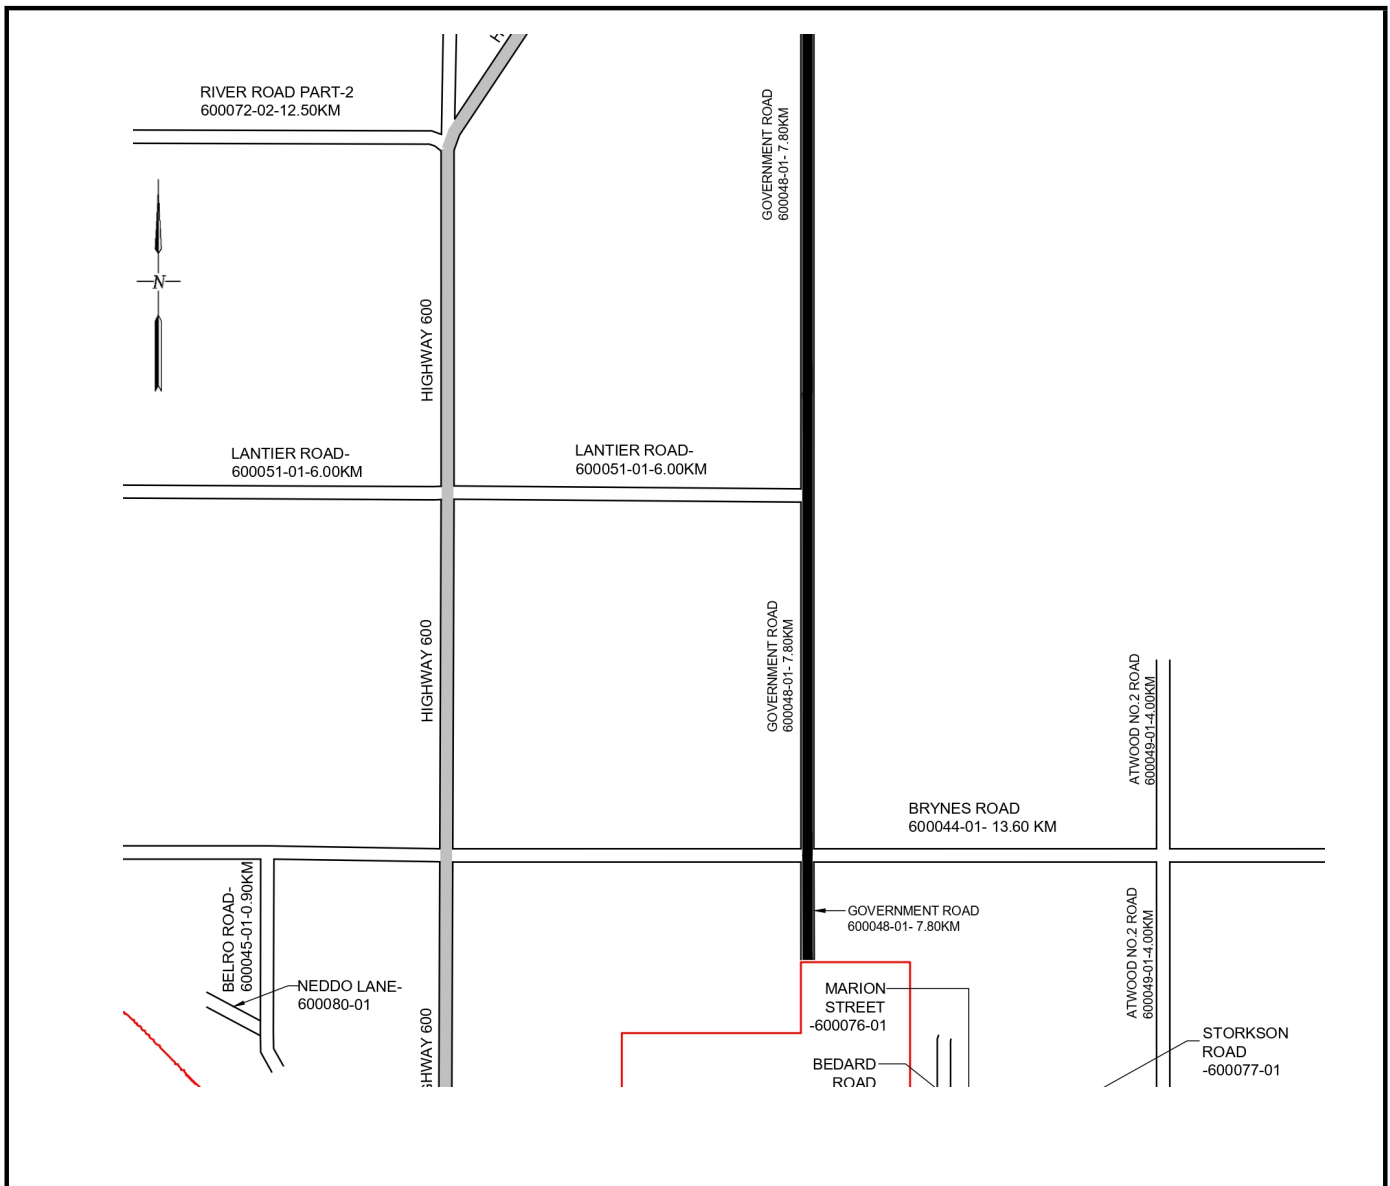 RIVER ROAD PART-2
600072-02-12.50KM
GOVERNMENT ROAD
600048-01- 7.80KM
N
HIGHWAY 600
LANTIER ROAD-
600051-01-6.00KM
LANTIER ROAD-
600051-01-6.00KM
HIGHWAY 600
GOVERNMENT ROAD
600048-01- 7.80KM
ATWOOD NO.2 ROAD
600049-01-4.00KM
BRYNES ROAD
600044-01- 13.60 KM
BELRO ROAD-
600045-01-0.90KM
GOVERNMENT ROAD
600048-01- 7.80KM
ATWOOD NO.2 ROAD
600049-01-4.00KM
NEDDO LANE-
600080-01
MARION
STREET
-600076-01
HWAY 600
STORKSON
ROAD
-600077-01
BEDARD
ROAD